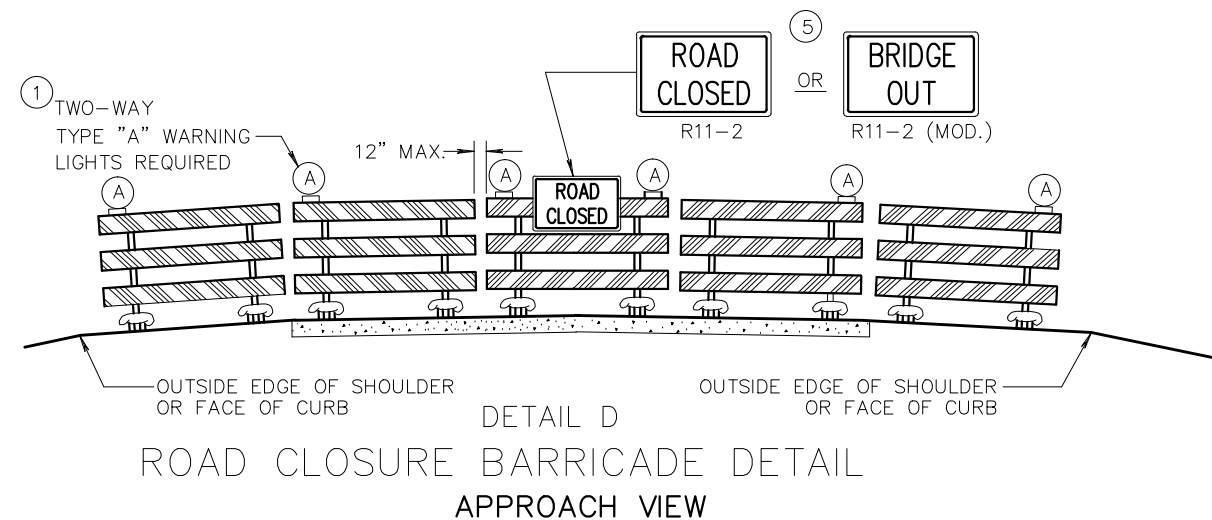 1
TWO-WAY
TYPE "A" WARNING
LIGHTS REQUIRED
12" MAX.
ROAD
CLOSED
R11-2
5
OR
BRIDGE
OUT
R11-2 (MOD.)
A
A
A
ROAD
CLOSED
A
A
A
OUTSIDE EDGE OF SHOULDER
OR FACE OF CURB
OUTSIDE EDGE OF SHOULDER
OR FACE OF CURB
DETAIL D
ROAD CLOSURE BARRICADE DETAIL
APPROACH VIEW